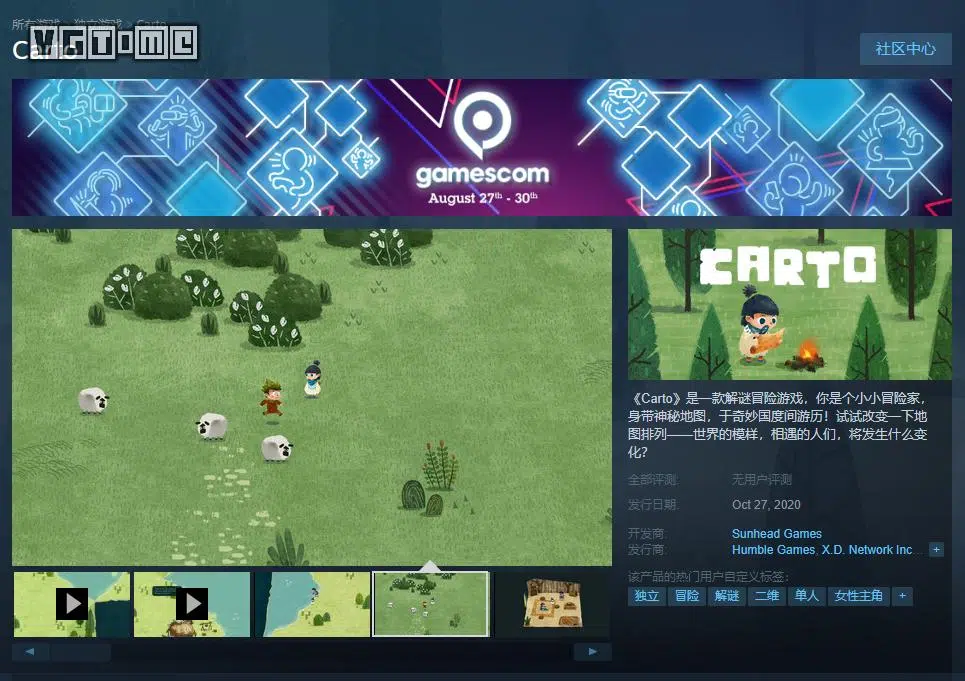 所有游戏 > 独立游戏 > Carto
VGTIME
Carto
社区中心
gamescom
August 27th - 30th
CARTO
《Carto》是一款解谜冒险游戏，你是个小小冒险家，
身带神秘地图，于奇妙国度间游历！试试改变一下地
图排列——世界的模样，相遇的人们，将发生什么变
化？
全部评测: 无用户评测
发行日期: Oct 27, 2020
开发商: Sunhead Games
发行商: Humble Games, X.D. Network Inc... +
该产品的热门用户自定义标签:
独立 冒险 解谜 二维 单人 女性主角 +